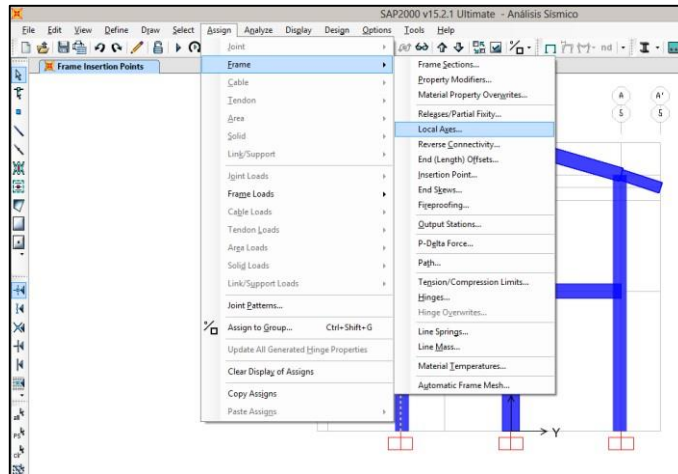 SAP2000 v15.2.1 Ultimate - Análisis Sísmico
File Edit View Define Draw Select Assign Analyze Display Design Options Tools Help
nd
Frame Insertion Points
Joint
Frame
Cable
Tendon
Area
Solid
Link/Support
Joint Loads
Frame Loads
Cable Loads
Tendon Loads
Area Loads
Solid Loads
Link/Support Loads
Joint Patterns...
Assign to Group... Ctrl+Shift+G
Update All Generated Hinge Properties
Clear Display of Assigns
Copy Assigns
Paste Assigns
Frame Sections...
Property Modifiers...
Material Property Overwrites...
Releases/Partial Fixity...
Local Axes...
Reverse Connectivity...
End (Length) Offsets...
Insertion Point...
End Skews...
Fireproofing...
Output Stations...
P-Delta Force...
Path...
Tension/Compression Limits...
Hinges...
Hinge Overwrites...
Line Springs...
Line Mass...
Material Temperatures...
Automatic Frame Mesh...
A A'
5 5
Y
all
PS
clr